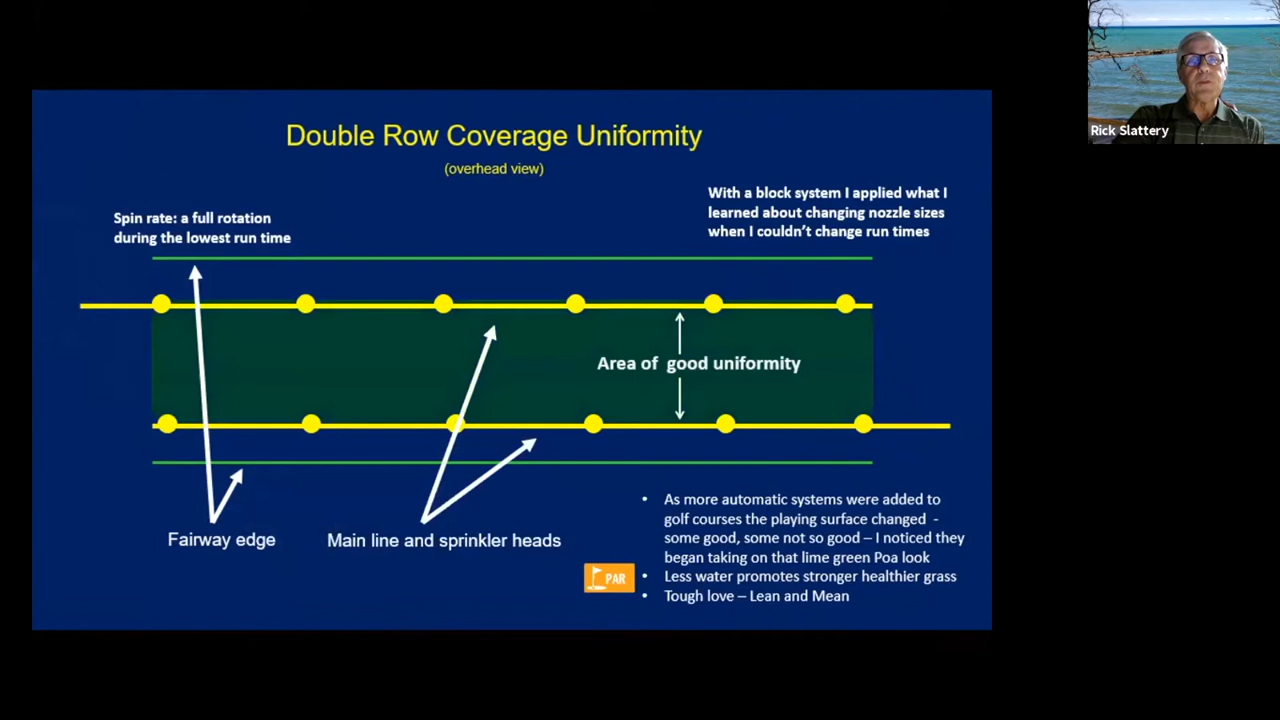 Double Row Coverage Uniformity
(overhead view)
With a block system I applied what I
learned about changing nozzle sizes
when I couldn't change run times
Spin rate: a full rotation
during the lowest run time
Area of good uniformity
Fairway edge
Main line and sprinkler heads
• As more automatic systems were added to
golf courses the playing surface changed -
some good, some not so good – I noticed they
began taking on that lime green Poa look
• Less water promotes stronger healthier grass
• Tough love – Lean and Mean
PAR
Rick Slattery